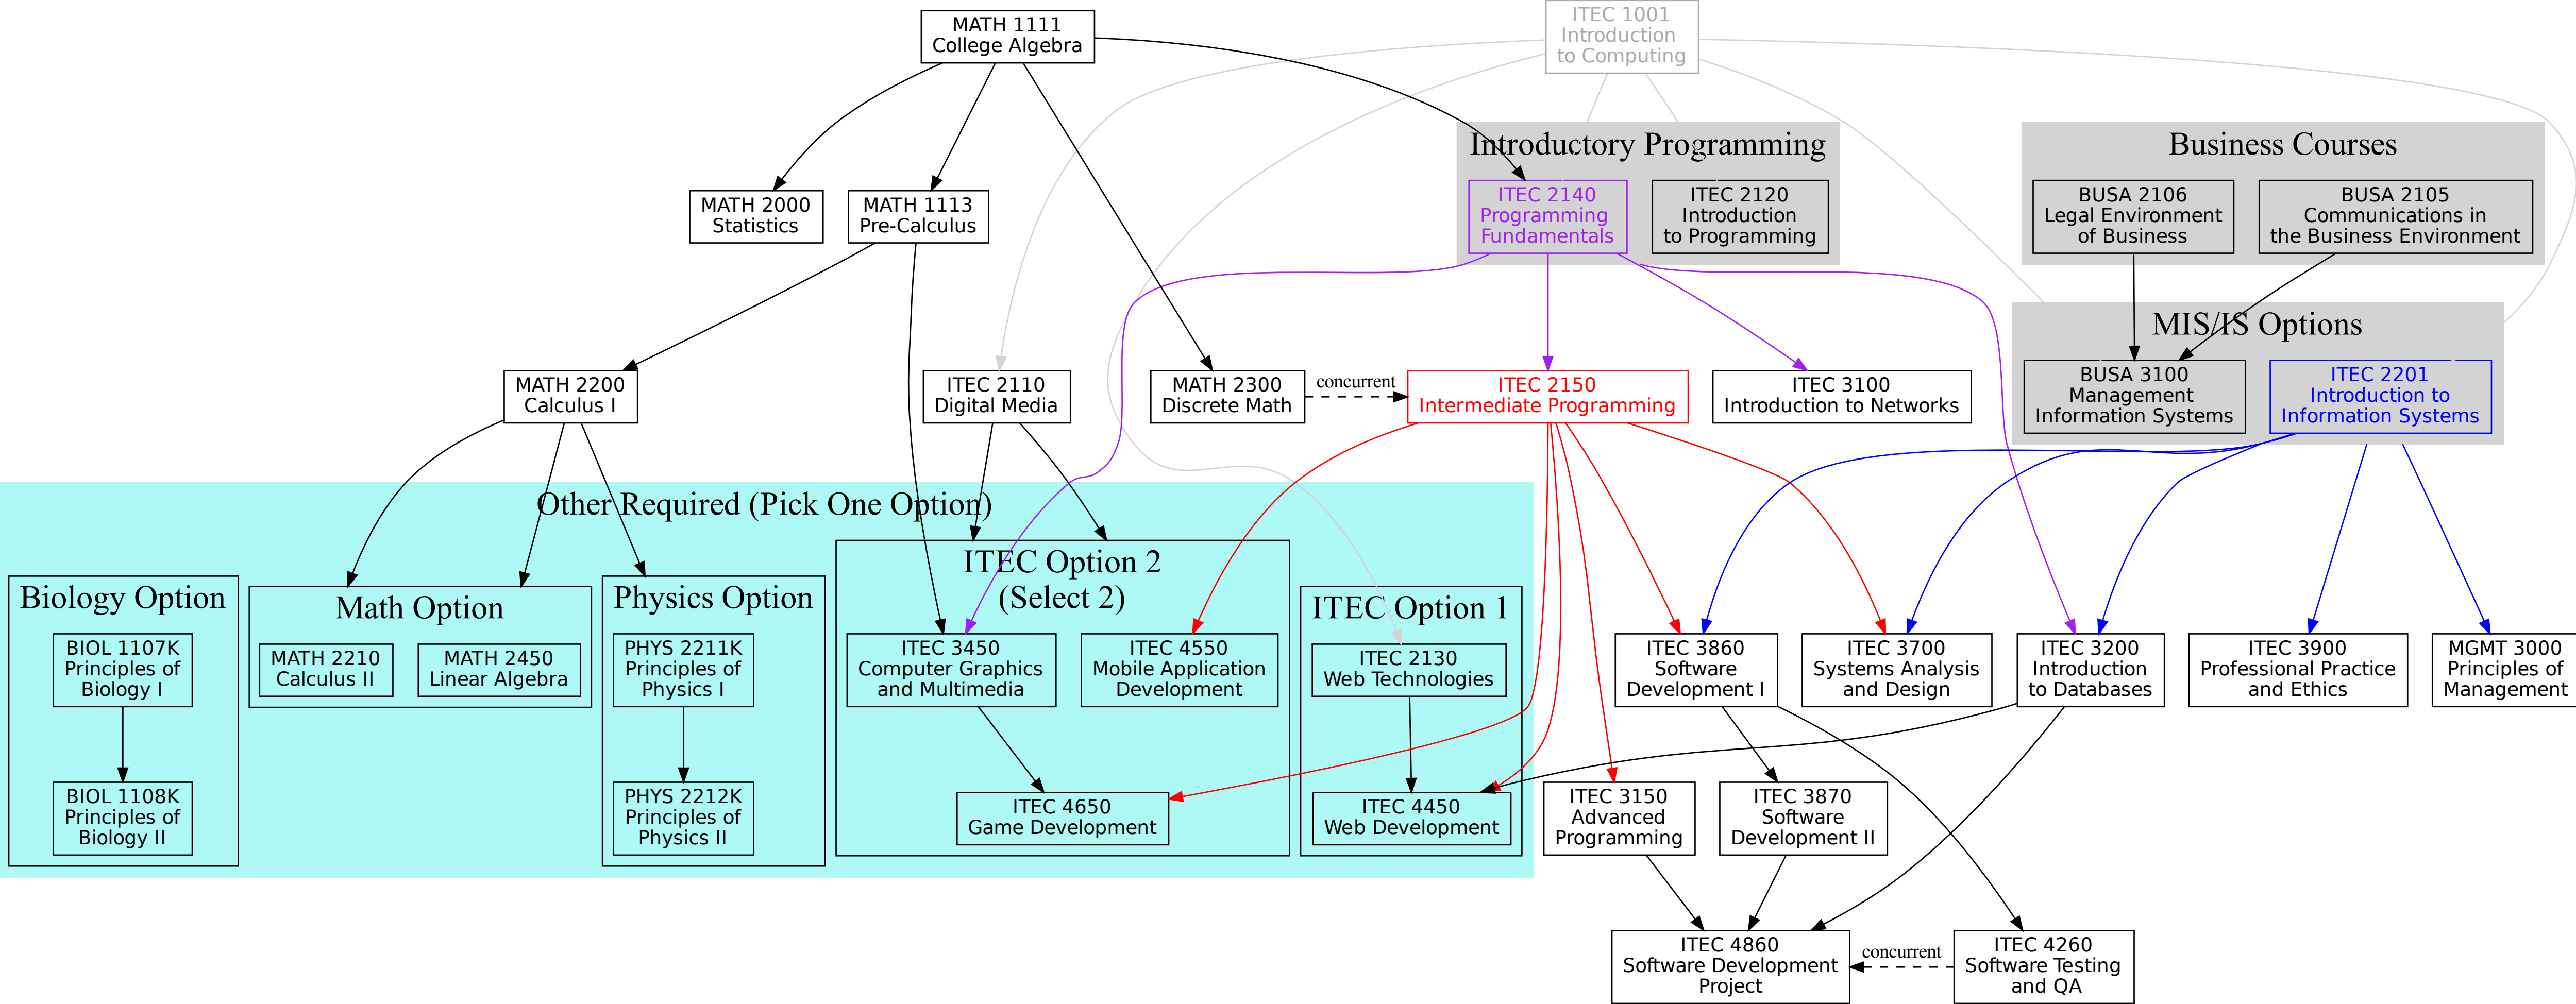 MATH 1111
College Algebra
ITEC 1001
Introduction
to Computing
Introductory Programming
Business Courses
MATH 2000
Statistics
MATH 1113
Pre-Calculus
ITEC 2140
Programming
Fundamentals
ITEC 2120
Introduction
to Programming
BUSA 2106
Legal Environment
of Business
BUSA 2105
Communications in
the Business Environment
MIS/IS Options
MATH 2200
Calculus I
ITEC 2110
Digital Media
MATH 2300
Discrete Math
concurrent
ITEC 2150
Intermediate Programming
ITEC 3100
Introduction to Networks
BUSA 3100
Management
Information Systems
ITEC 2201
Introduction to
Information Systems
Other Required (Pick One Option)
Biology Option
Math Option
Physics Option
ITEC Option 2
(Select 2)
ITEC Option 1
BIOL 1107K
Principles of
Biology I
MATH 2210
Calculus II
MATH 2450
Linear Algebra
PHYS 2211K
Principles of
Physics I
ITEC 3450
Computer Graphics
and Multimedia
ITEC 4550
Mobile Application
Development
ITEC 2130
Web Technologies
ITEC 3860
Software
Development I
ITEC 3700
Systems Analysis
and Design
ITEC 3200
Introduction
to Databases
ITEC 3900
Professional Practice
and Ethics
MGMT 3000
Principles of
Management
BIOL 1108K
Principles of
Biology II
PHYS 2212K
Principles of
Physics II
ITEC 4650
Game Development
ITEC 4450
Web Development
ITEC 3150
Advanced
Programming
ITEC 3870
Software
Development II
ITEC 4860
Software Development
Project
concurrent
ITEC 4260
Software Testing
and QA